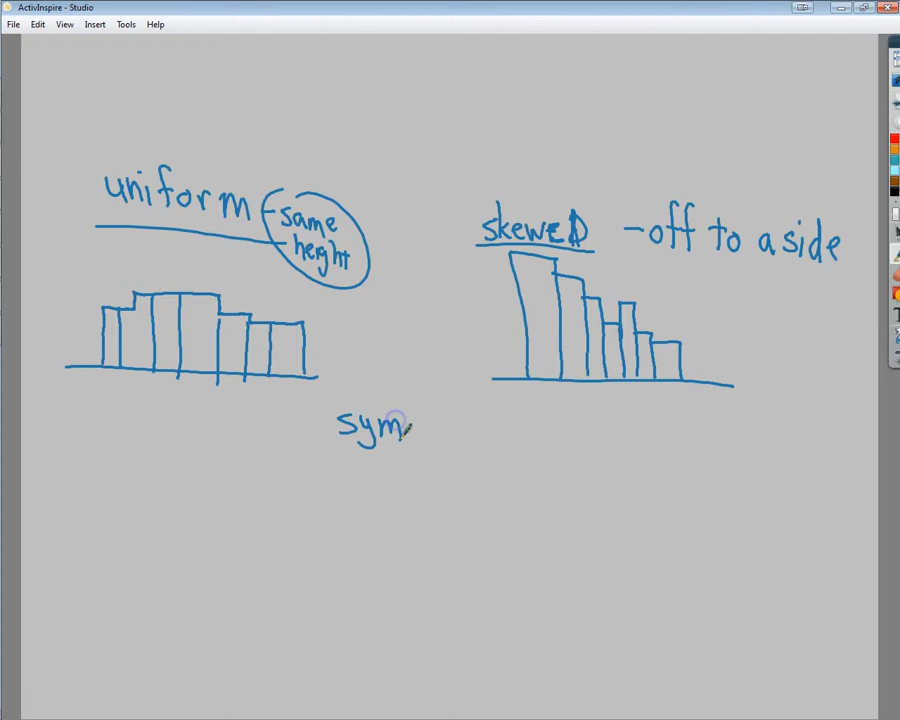 ActivInspire - Studio
File Edit View Insert Tools Help
uniform - same
height
skeweD - off to a side
sym